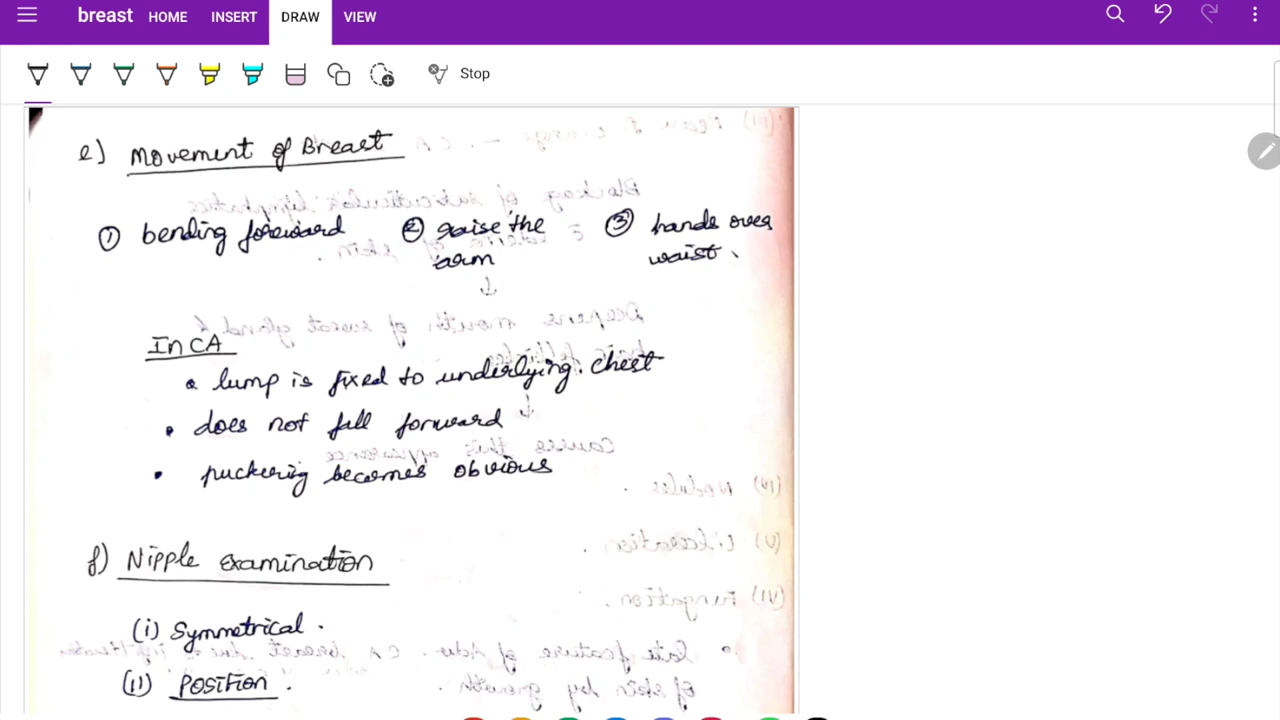 breast HOME INSERT DRAW VIEW
Stop
e) Movement of Breast
① bending forward ② raise the arm ③ hands over waist.
In CA
lump is fixed to underlying chest
• does not fall forward
• puckering becomes obvious
f) Nipple examination
(i) Symmetrical.
(ii) POSITION.